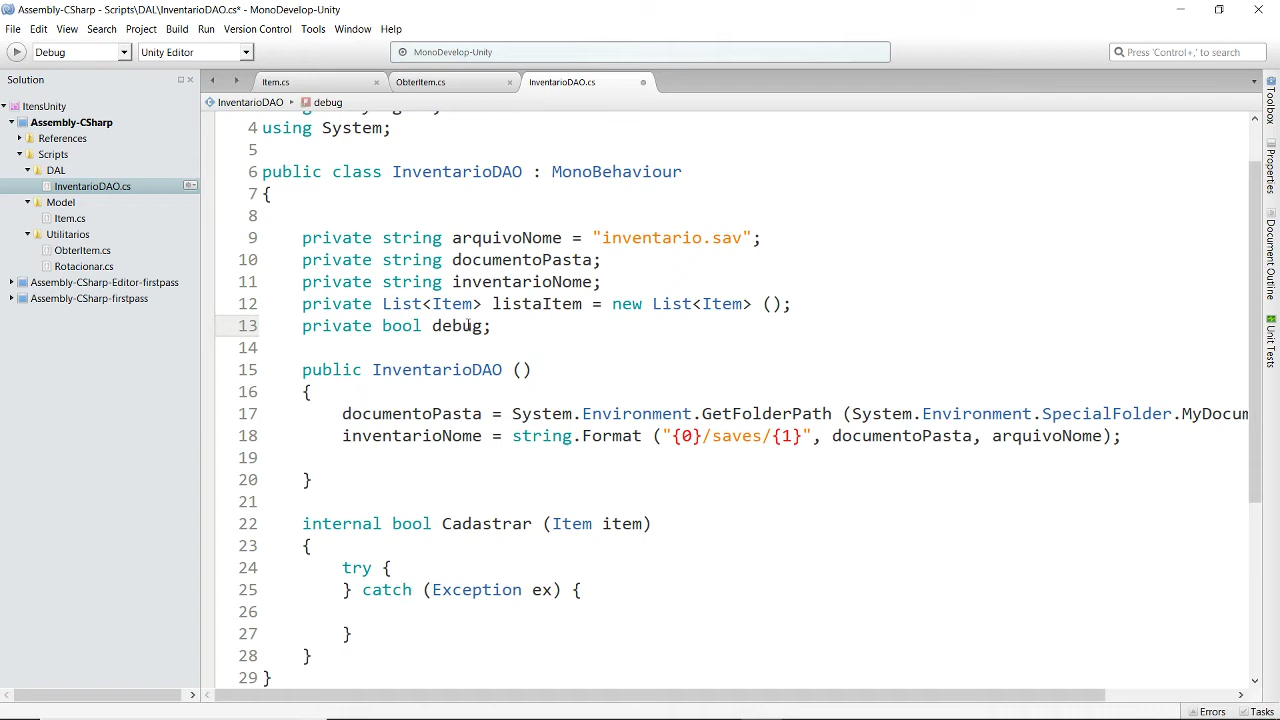 Assembly-CSharp - Scripts\DAL\InventarioDAO.cs* - MonoDevelop-Unity
File Edit View Search Project Build Run Version Control Tools Window Help
Debug Unity Editor MonoDevelop-Unity Press 'Control+,' to search
Solution
Item.cs ObterItem.cs InventarioDAO.cs
InventarioDAO debug
ItensUnity
Assembly-CSharp
References
Scripts
DAL
InventarioDAO.cs
Model
Item.cs
Utilitarios
ObterItem.cs
Rotacionar.cs
Assembly-CSharp-Editor-firstpass
Assembly-CSharp-firstpass
4 using System;
5
6 public class InventarioDAO : MonoBehaviour
7 {
8
9 private string arquivoNome = "inventario.sav";
10 private string documentoPasta;
11 private string inventarioNome;
12 private List<Item> listaItem = new List<Item> ();
13 private bool debug;
14
15 public InventarioDAO ()
16 {
17 documentoPasta = System.Environment.GetFolderPath (System.Environment.SpecialFolder.MyDocum
18 inventarioNome = string.Format ("{0}/saves/{1}", documentoPasta, arquivoNome);
19
20 }
21
22 internal bool Cadastrar (Item item)
23 {
24 try {
25 } catch (Exception ex) {
26
27 }
28 }
29 }
Toolbox
Properties
Document Outline
Unit Tests
Errors Tasks